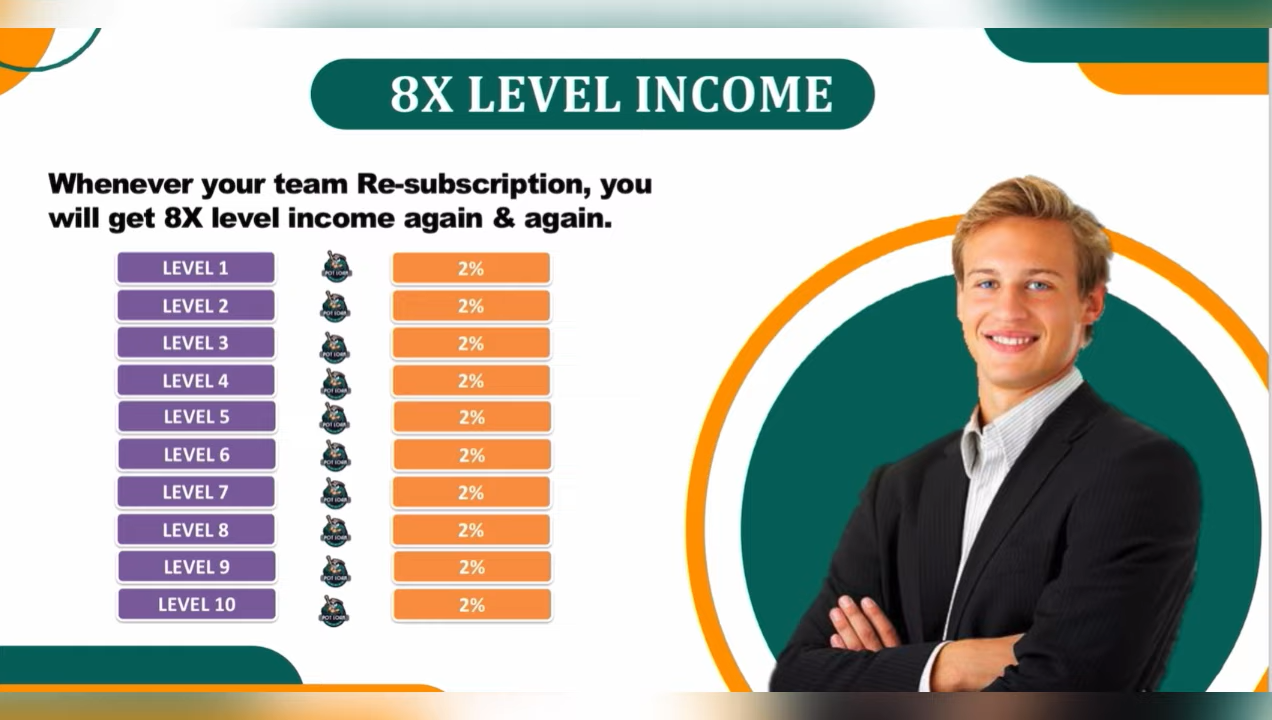 8X LEVEL INCOME
Whenever your team Re-subscription, you
will get 8X level income again & again.
LEVEL 1 2%
LEVEL 2 2%
LEVEL 3 2%
LEVEL 4 2%
LEVEL 5 2%
LEVEL 6 2%
LEVEL 7 2%
LEVEL 8 2%
LEVEL 9 2%
LEVEL 10 2%